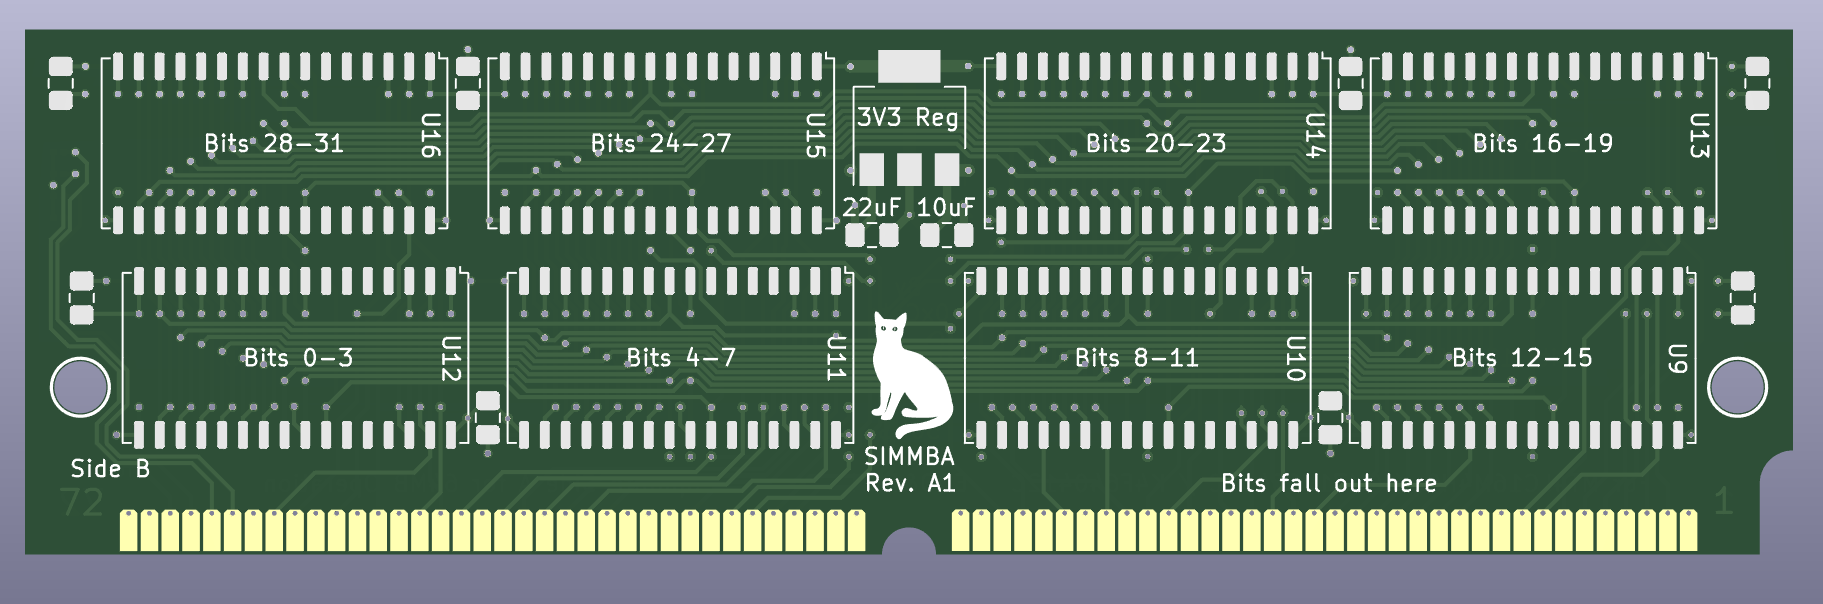 3V3 Reg
Bits 28-31
U16
Bits 24-27
U15
Bits 20-23
U14
Bits 16-19
U13
22uF
10uF
Bits 0-3
U12
Bits 4-7
U11
Bits 8-11
U10
Bits 12-15
U9
SIMMBA
Rev. A1
Side B
Bits fall out here
72
1